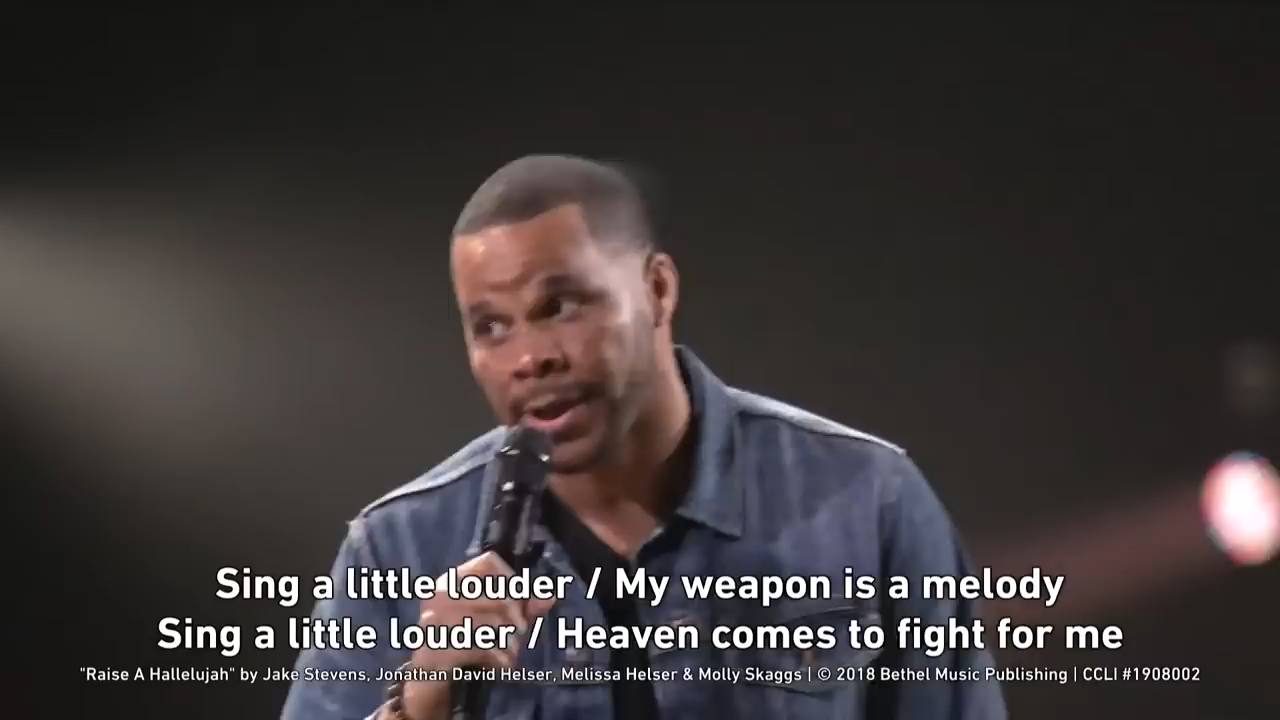 Sing a little louder / My weapon is a melody
Sing a little louder / Heaven comes to fight for me
"Raise A Hallelujah" by Jake Stevens, Jonathan David Helser, Melissa Helser & Molly Skaggs | © 2018 Bethel Music Publishing | CCLI #1908002